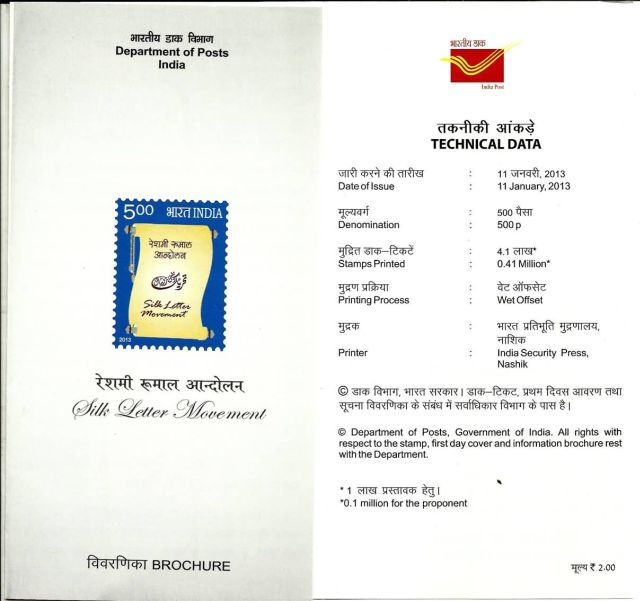 भारतीय डाक विभाग
Department of Posts
India
500 भारत INDIA
रेशमी रूमाल
आन्दोलन
Silk Letter
Movement
2013
रेशमी रूमाल आन्दोलन
Silk Letter Movement
विवरणिका BROCHURE
भारतीय डाक
India Post
तकनीकी आंकड़े
TECHNICAL DATA
जारी करने की तारीख : 11 जनवरी, 2013
Date of Issue : 11 January, 2013
मूल्यवर्ग : 500 पैसा
Denomination : 500 p
मुद्रित डाक–टिकटें : 4.1 लाख*
Stamps Printed : 0.41 Million*
मुद्रण प्रक्रिया : वेट ऑफसेट
Printing Process : Wet Offset
मुद्रक : भारत प्रतिभूति मुद्रणालय,
नाशिक
Printer : India Security Press,
Nashik
© डाक विभाग, भारत सरकार। डाक–टिकट, प्रथम दिवस आवरण तथा
सूचना विवरणिका के संबंध में सर्वाधिकार विभाग के पास है।
© Department of Posts, Government of India. All rights with
respect to the stamp, first day cover and information brochure rest
with the Department.
* 1 लाख प्रस्तावक हेतु।
*0.1 million for the proponent
मूल्य ₹ 2.00